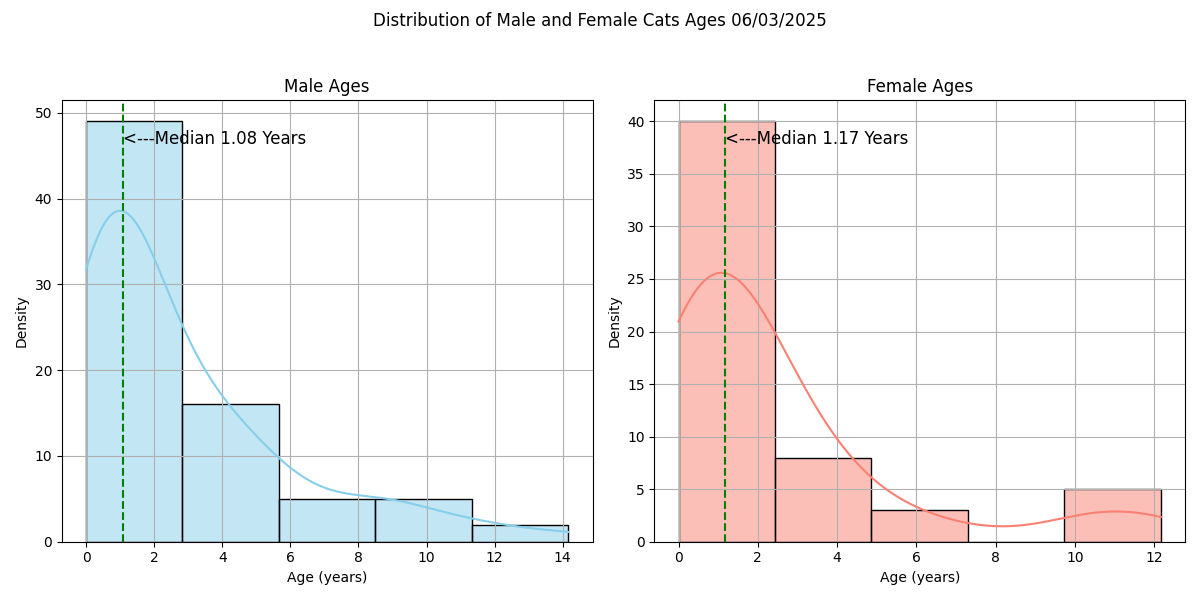 Distribution of Male and Female Cats Ages 06/03/2025
Male Ages
50
40
30
20
10
0
Density
<---Median 1.08 Years
0 2 4 6 8 10 12 14
Age (years)
Female Ages
40
35
30
25
20
15
10
5
0
Density
<---Median 1.17 Years
0 2 4 6 8 10 12
Age (years)